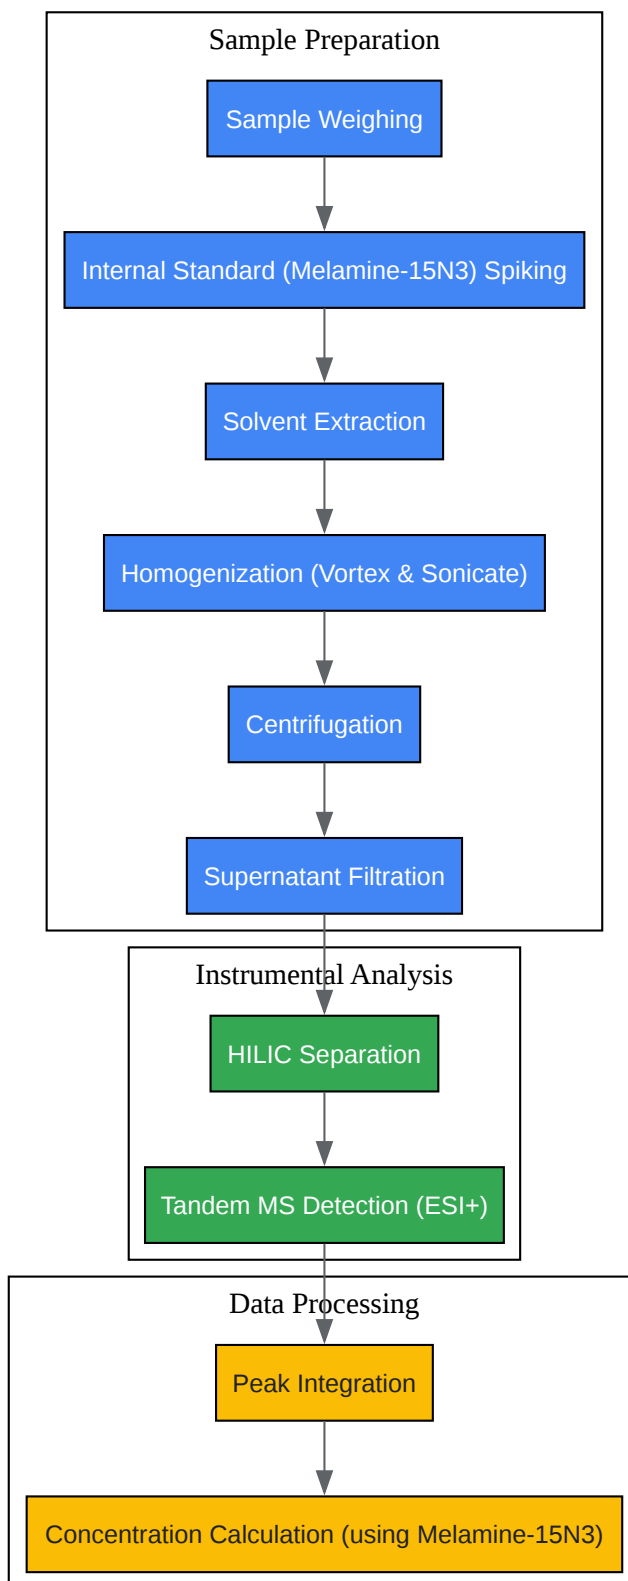 Sample Preparation
Sample Weighing
Internal Standard (Melamine-15N3) Spiking
Solvent Extraction
Homogenization (Vortex & Sonicate)
Centrifugation
Supernatant Filtration
Instrumental Analysis
HILIC Separation
Tandem MS Detection (ESI+)
Data Processing
Peak Integration
Concentration Calculation (using Melamine-15N3)